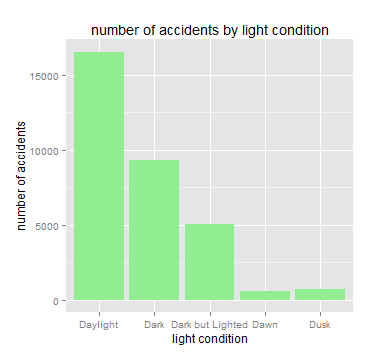 number of accidents by light condition
number of accidents
15000
10000
5000
0
Daylight Dark Dark but Lighted Dawn Dusk
light condition